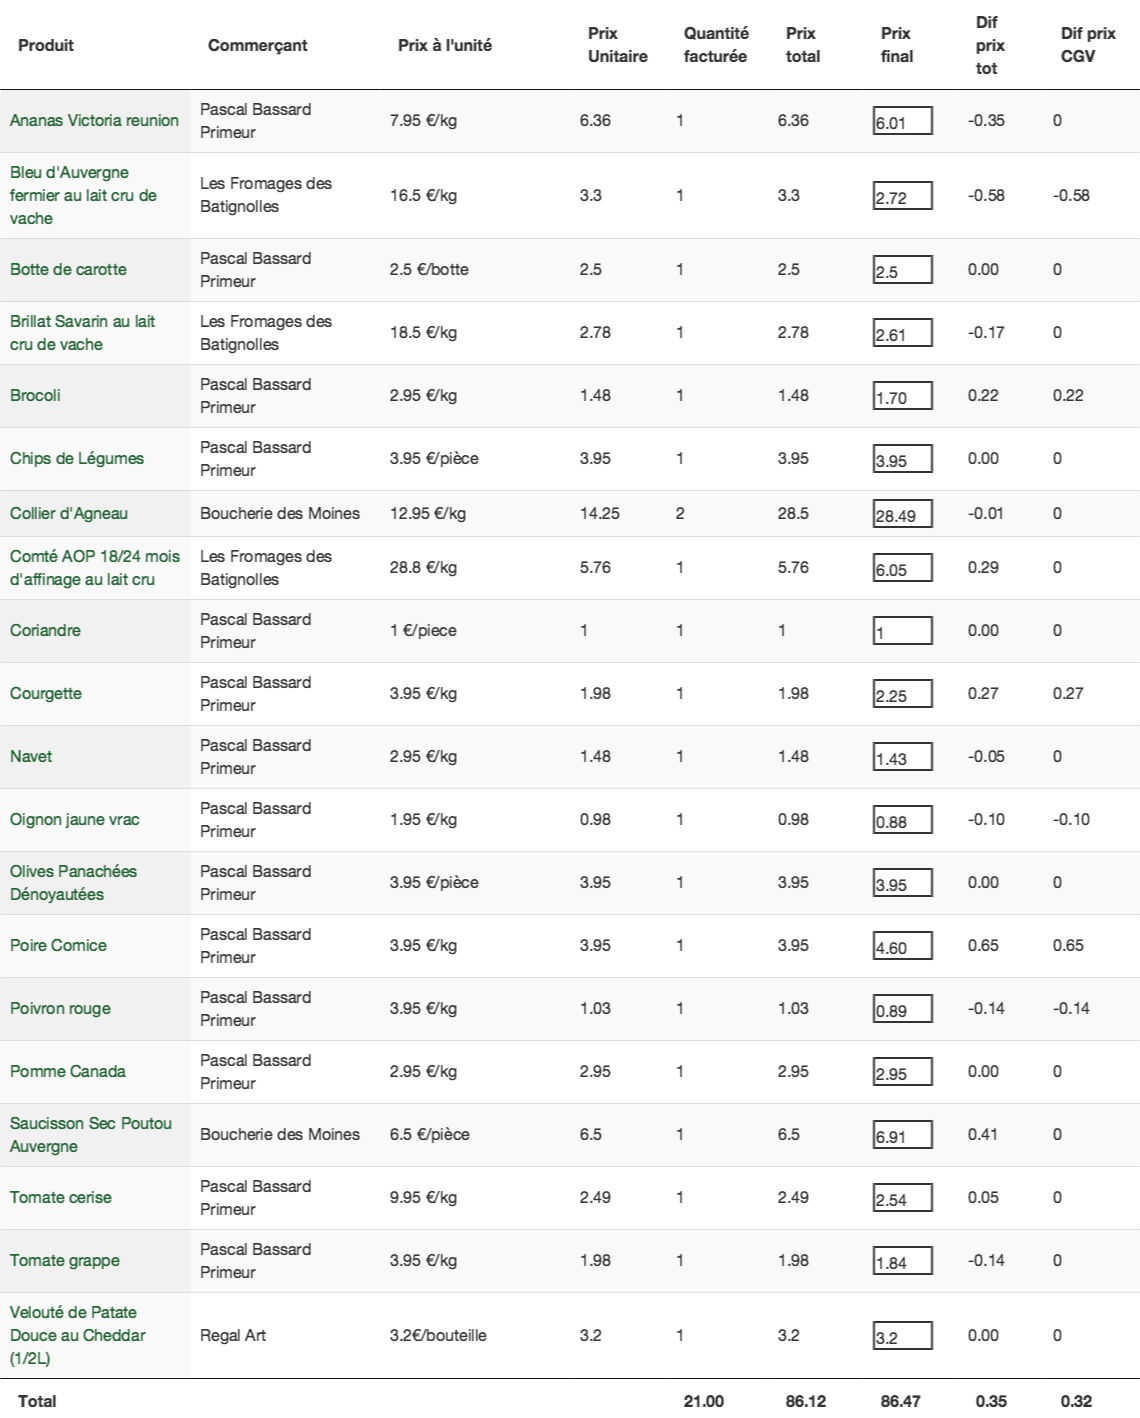 Produit Commerçant Prix à l'unité Prix Unitaire Quantité facturée Prix total Prix final Dif prix tot Dif prix CGV
Ananas Victoria reunion Pascal Bassard Primeur 7.95 €/kg 6.36 1 6.36 6.01 -0.35 0
Bleu d'Auvergne fermier au lait cru de vache Les Fromages des Batignolles 16.5 €/kg 3.3 1 3.3 2.72 -0.58 -0.58
Botte de carotte Pascal Bassard Primeur 2.5 €/botte 2.5 1 2.5 2.5 0.00 0
Brillat Savarin au lait cru de vache Les Fromages des Batignolles 18.5 €/kg 2.78 1 2.78 2.61 -0.17 0
Brocoli Pascal Bassard Primeur 2.95 €/kg 1.48 1 1.48 1.70 0.22 0.22
Chips de Légumes Pascal Bassard Primeur 3.95 €/pièce 3.95 1 3.95 3.95 0.00 0
Collier d'Agneau Boucherie des Moines 12.95 €/kg 14.25 2 28.5 28.49 -0.01 0
Comté AOP 18/24 mois d'affinage au lait cru Les Fromages des Batignolles 28.8 €/kg 5.76 1 5.76 6.05 0.29 0
Coriandre Pascal Bassard Primeur 1 €/piece 1 1 1 1 0.00 0
Courgette Pascal Bassard Primeur 3.95 €/kg 1.98 1 1.98 2.25 0.27 0.27
Navet Pascal Bassard Primeur 2.95 €/kg 1.48 1 1.48 1.43 -0.05 0
Oignon jaune vrac Pascal Bassard Primeur 1.95 €/kg 0.98 1 0.98 0.88 -0.10 -0.10
Olives Panachées Dénoyautées Pascal Bassard Primeur 3.95 €/pièce 3.95 1 3.95 3.95 0.00 0
Poire Comice Pascal Bassard Primeur 3.95 €/kg 3.95 1 3.95 4.60 0.65 0.65
Poivron rouge Pascal Bassard Primeur 3.95 €/kg 1.03 1 1.03 0.89 -0.14 -0.14
Pomme Canada Pascal Bassard Primeur 2.95 €/kg 2.95 1 2.95 2.95 0.00 0
Saucisson Sec Poutou Auvergne Boucherie des Moines 6.5 €/pièce 6.5 1 6.5 6.91 0.41 0
Tomate cerise Pascal Bassard Primeur 9.95 €/kg 2.49 1 2.49 2.54 0.05 0
Tomate grappe Pascal Bassard Primeur 3.95 €/kg 1.98 1 1.98 1.84 -0.14 0
Velouté de Patate Douce au Cheddar (1/2L) Regal Art 3.2€/bouteille 3.2 1 3.2 3.2 0.00 0
Total 21.00 86.12 86.47 0.35 0.32